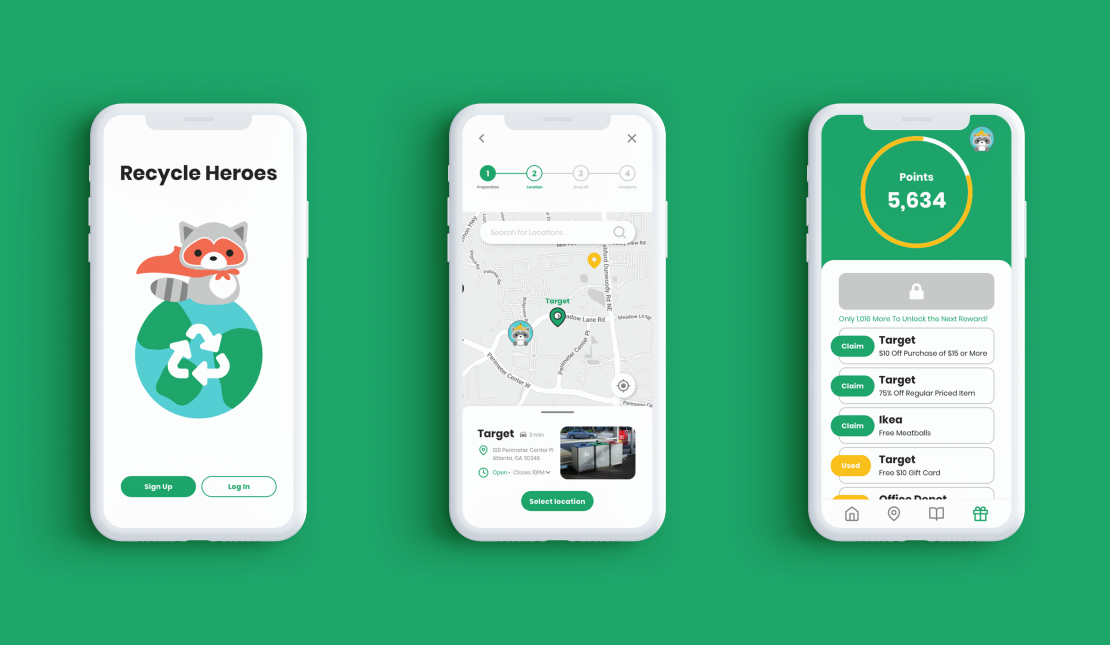 Recycle Heroes
Sign Up
Log In
1
2
3
4
Preparation
Location
Drop off
Complete
Search for Locations
Target
Meadow Ln NE
Perimeter Center Pl
Perimeter Center W
Target
3 min
100 Perimeter Center Pl
Atlanta, GA 30346
Open • Closes 10PM
Select location
Points
5,634
Only 1,016 More To Unlock the Next Reward!
Claim
Target
$10 Off Purchase of $15 or More
Claim
Target
75% Off Regular Priced Item
Claim
Ikea
Free Meatballs
Used
Target
Free $10 Gift Card
Office Depot